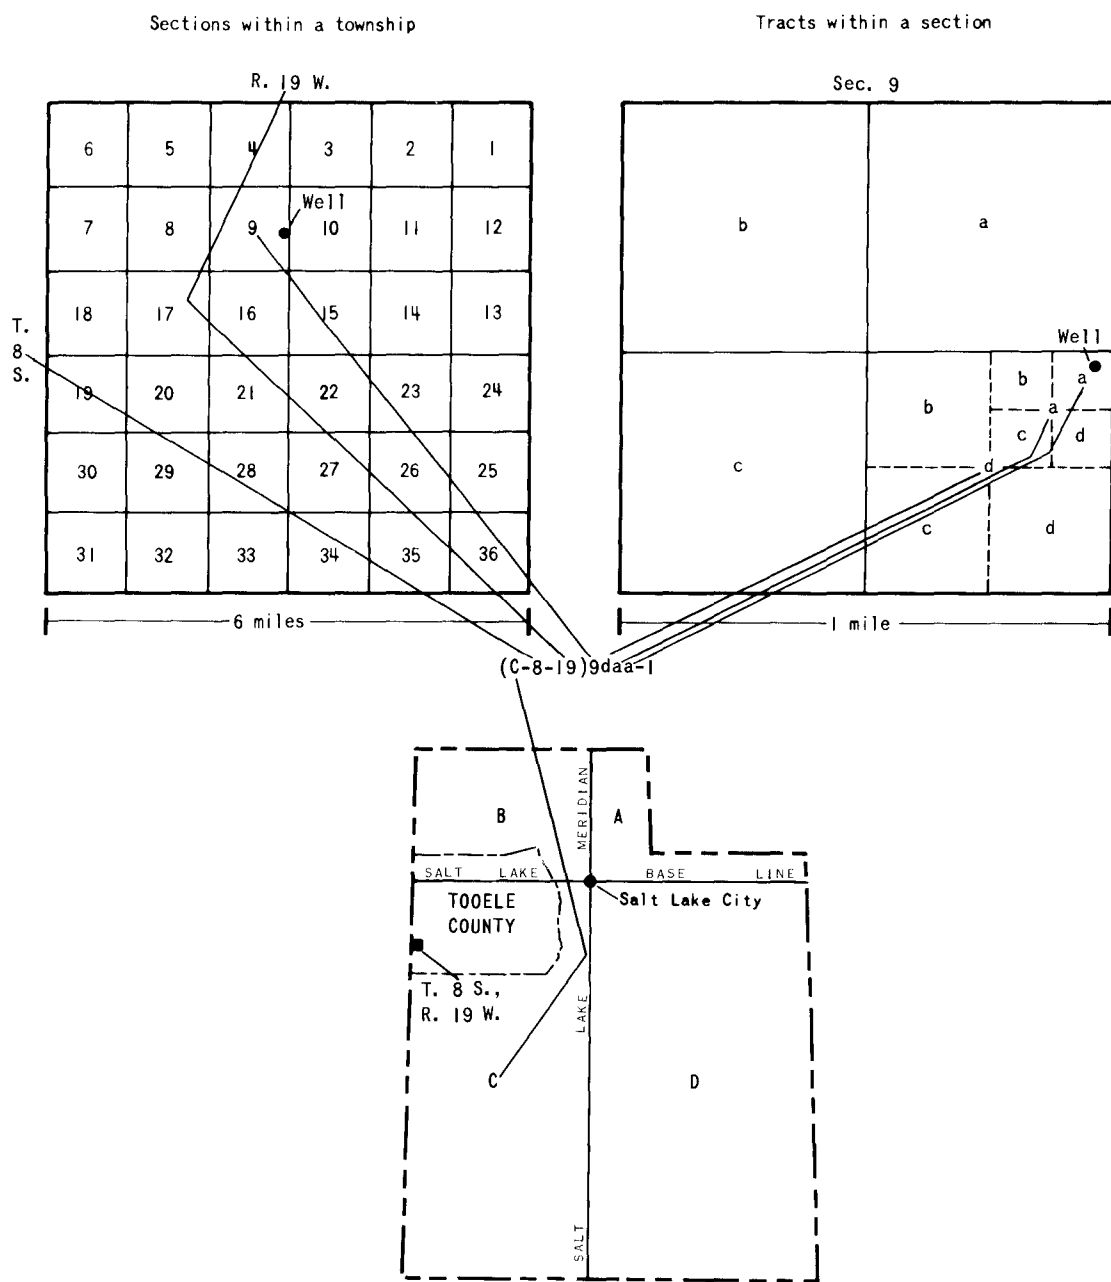 Sections within a township
Tracts within a section
R. 19 W.
Sec. 9
6 5 4 3 2 1
Well
7 8 9 10 11 12
18 17 16 15 14 13
T.
8
S.
19 20 21 22 23 24
30 29 28 27 26 25
31 32 33 34 35 36
6 miles
b a
Well
b a
b a
c d
c d
c d
1 mile
(C-8-19)9daa-1
B A
MERIDIAN
SALT LAKE BASE LINE
Salt Lake City
TOOELE
COUNTY
T. 8 S.,
R. 19 W.
LAKE
C D
SALT